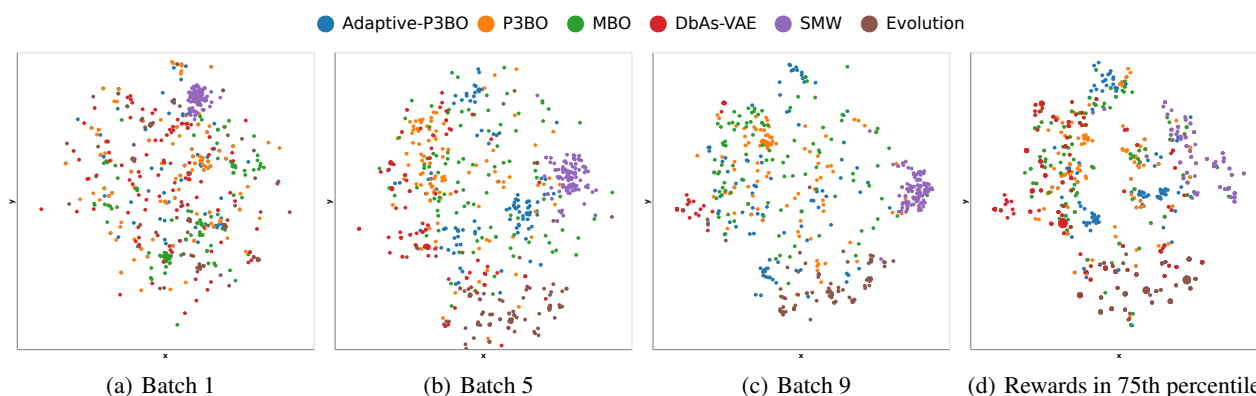 Adaptive-P3BO P3BO MBO DbAs-VAE SMW Evolution
y y y y
x x x x
(a) Batch 1 (b) Batch 5 (c) Batch 9 (d) Rewards in 75th percentile